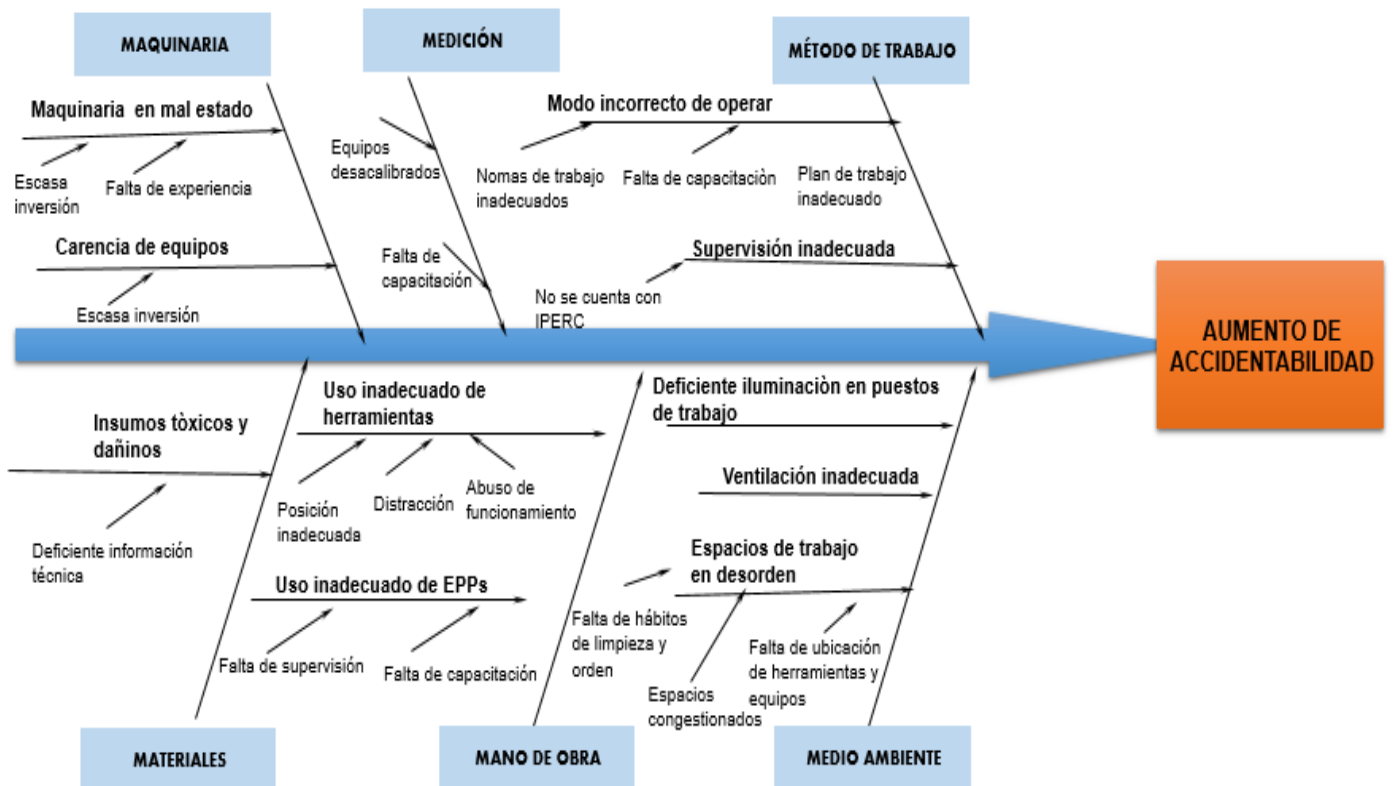 MAQUINARIA
MEDICIÓN
MÉTODO DE TRABAJO
Maquinaria en mal estado
Escasa
inversión
Falta de experiencia
Carencia de equipos
Escasa inversión
Equipos
desacalibrados
Falta de
capacitación
Modo incorrecto de operar
Nomas de trabajo
inadecuados
Falta de capacitaciòn
Plan de trabajo
inadecuado
Supervisión inadecuada
No se cuenta con
IPERC
AUMENTO DE
ACCIDENTABILIDAD
Insumos tòxicos y
dañinos
Deficiente información
técnica
Uso inadecuado de
herramientas
Posición
inadecuada
Distracción
Abuso de
funcionamiento
Uso inadecuado de EPPs
Falta de supervisión
Falta de capacitación
Deficiente iluminaciòn en puestos
de trabajo
Ventilación inadecuada
Espacios de trabajo
en desorden
Falta de hábitos
de limpieza y
orden
Espacios
congestionados
Falta de ubicación
de herramientas y
equipos
MATERIALES
MANO DE OBRA
MEDIO AMBIENTE